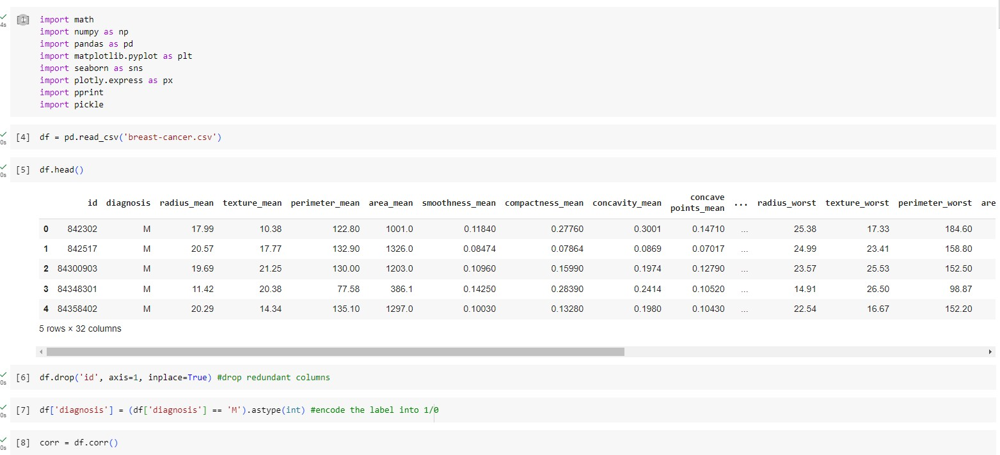 4s
[1]
import math
import numpy as np
import pandas as pd
import matplotlib.pyplot as plt
import seaborn as sns
import plotly.express as px
import pprint
import pickle
0s
[4] df = pd.read_csv('breast-cancer.csv')
0s
[5] df.head()
id diagnosis radius_mean texture_mean perimeter_mean area_mean smoothness_mean compactness_mean concavity_mean concave points_mean ... radius_worst texture_worst perimeter_worst are
0 842302 M 17.99 10.38 122.80 1001.0 0.11840 0.27760 0.3001 0.14710 ... 25.38 17.33 184.60
1 842517 M 20.57 17.77 132.90 1326.0 0.08474 0.07864 0.0869 0.07017 ... 24.99 23.41 158.80
2 84300903 M 19.69 21.25 130.00 1203.0 0.10960 0.15990 0.1974 0.12790 ... 23.57 25.53 152.50
3 84348301 M 11.42 20.38 77.58 386.1 0.14250 0.28390 0.2414 0.10520 ... 14.91 26.50 98.87
4 84358402 M 20.29 14.34 135.10 1297.0 0.10030 0.13280 0.1980 0.10430 ... 22.54 16.67 152.20
5 rows × 32 columns
0s
[6] df.drop('id', axis=1, inplace=True) #drop redundant columns
0s
[7] df['diagnosis'] = (df['diagnosis'] == 'M').astype(int) #encode the label into 1/0
0s
[8] corr = df.corr()